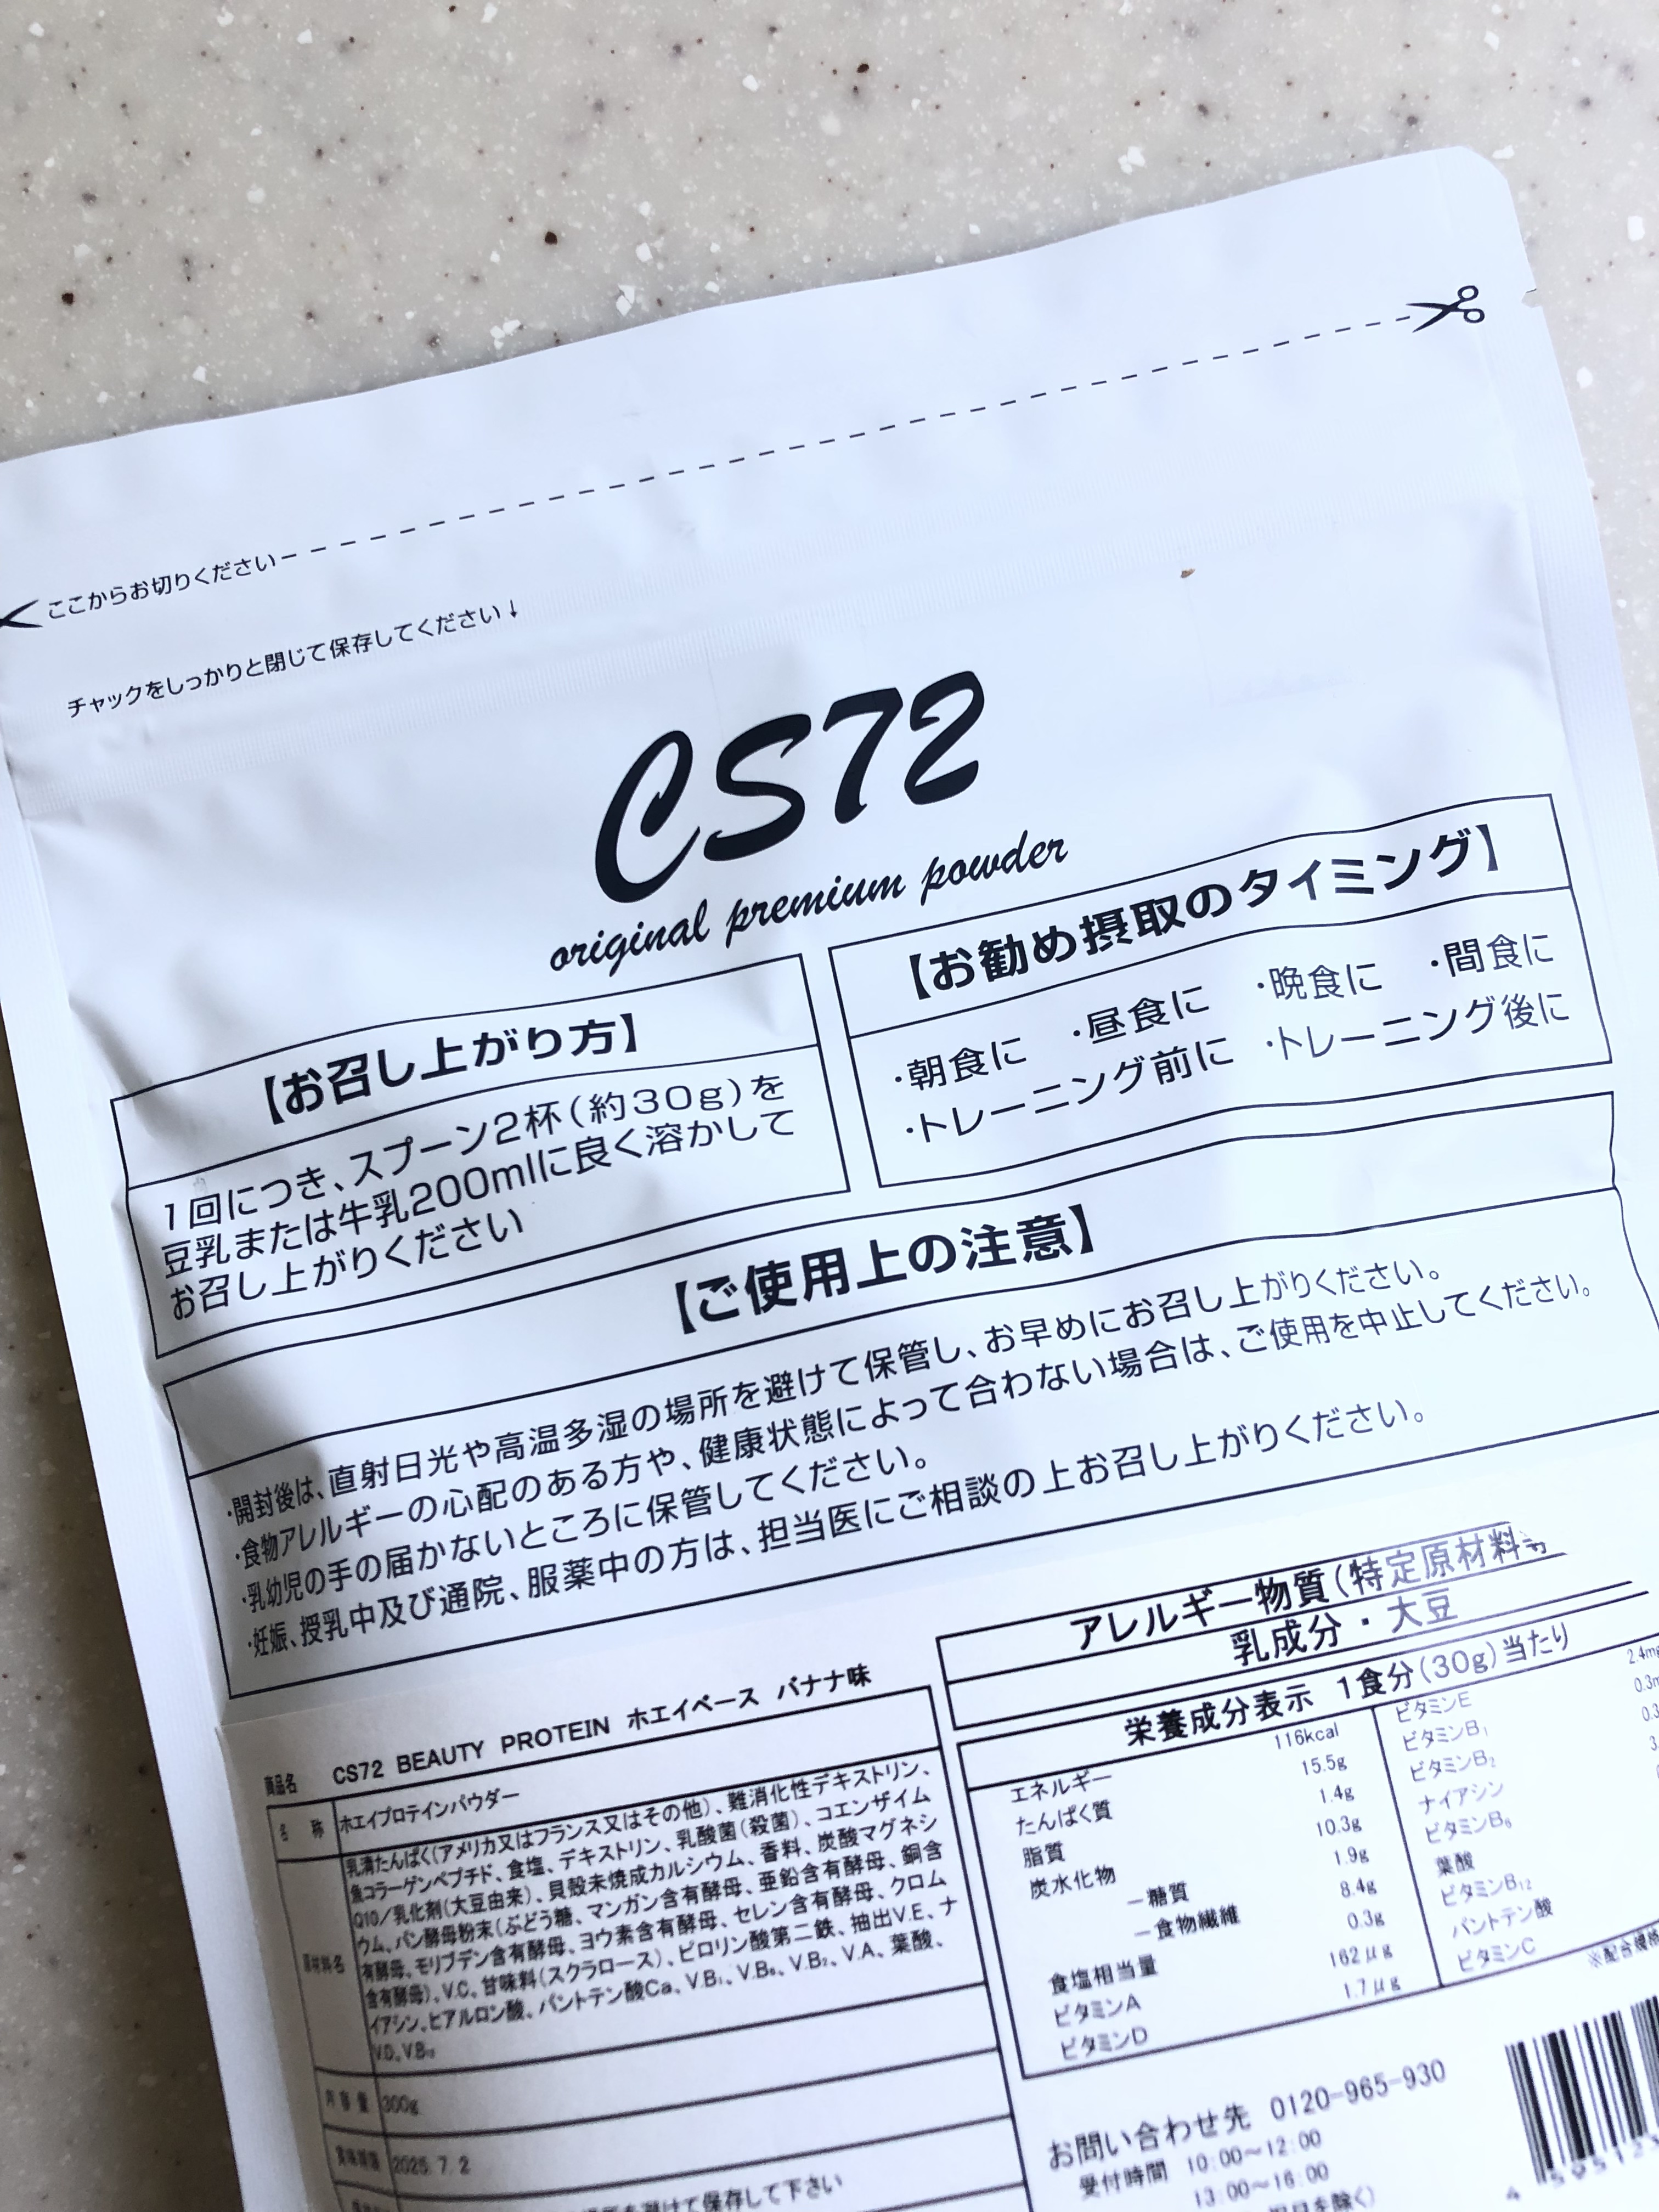 ここからお切りください
チャックをしっかりと閉じて保存してください↓
CS72
original premium powder
【お召し上がり方】
1回につき、スプーン2杯(約30g)を
豆乳または牛乳200mlに良く溶かして
お召し上がりください
【お勧め摂取のタイミング】
・朝食に ・昼食に ・晩食に ・間食に
・トレーニング前に ・トレーニング後に
【ご使用上の注意】
・開封後は、直射日光や高温多湿の場所を避けて保管し、お早めにお召し上がりください。
・食物アレルギーの心配のある方や、健康状態によって合わない場合は、ご使用を中止してください。
・乳幼児の手の届かないところに保管してください。
・妊娠、授乳中及び通院、服薬中の方は、担当医にご相談の上お召し上がりください。
商品名 CS72 BEAUTY PROTEIN ホエイベース バナナ味
名 称 ホエイプロテインパウダー
原材料名 乳清たんぱく(アメリカ又はフランス又はその他)、難消化性デキストリン、
魚コラーゲンペプチド、食塩、デキストリン、乳酸菌(殺菌)、コエンザイム
Q10/乳化剤(大豆由来)、貝殻未焼成カルシウム、香料、炭酸マグネシ
ウム、パン酵母粉末(ぶどう糖、マンガン含有酵母、亜鉛含有酵母、銅含
有酵母、モリブデン含有酵母、ヨウ素含有酵母、セレン含有酵母、クロム
含有酵母)、V.C、甘味料(スクラロース)、ピロリン酸第二鉄、抽出V.E、ナ
イアシン、ヒアルロン酸、パントテン酸Ca、V.B₁、V.B₆、V.B₂、V.A、葉酸、
V.D、V.B₁₂
内容量 300g
賞味期限 2025.7.2
を避けて保存して下さい
アレルギー物質(特定原材料等
乳成分・大豆
栄養成分表示 1食分(30g)当たり
エネルギー 116kcal
たんぱく質 15.5g
脂質 1.4g
炭水化物 10.3g
－糖質 1.9g
－食物繊維 8.4g
食塩相当量 0.3g
ビタミンA 162μg
ビタミンD 1.7μg
ビタミンE 2.4mg
ビタミンB₁ 0.3m
ビタミンB₂ 0.3
ナイアシン 3.
ビタミンB₆
葉酸
ビタミンB₁₂
パントテン酸
ビタミンC
※配合規格
お問い合わせ先 0120-965-930
受付時間 10:00～12:00
13:00～16:00
日を除く)